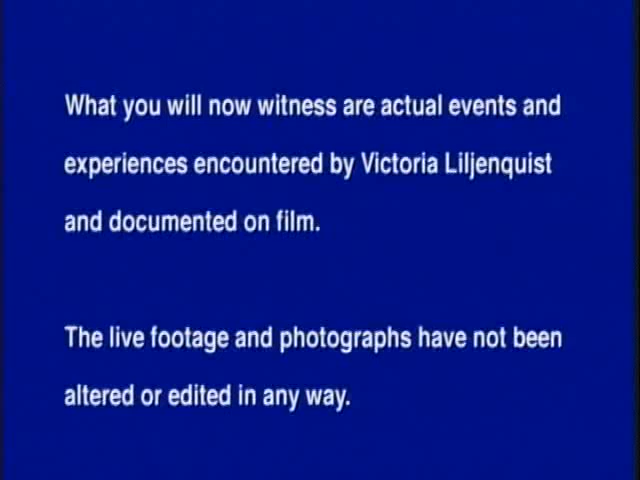 What you will now witness are actual events and
experiences encountered by Victoria Liljenquist
and documented on film.
The live footage and photographs have not been
altered or edited in any way.